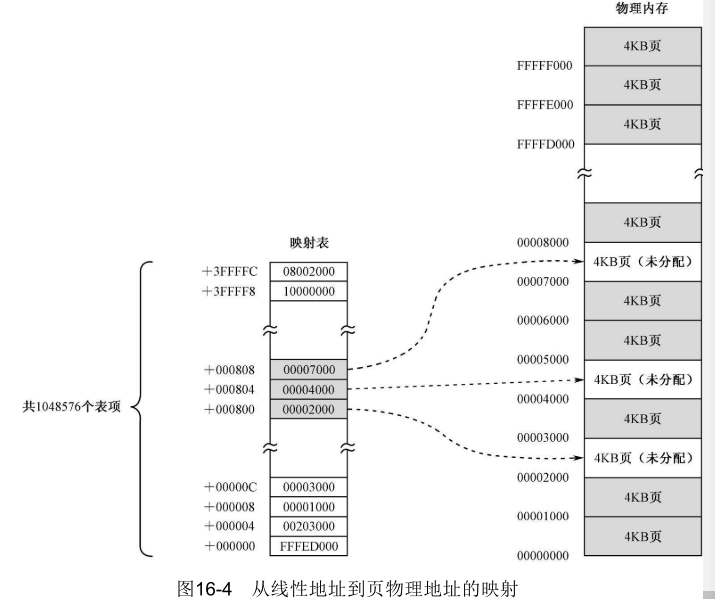 物理内存
4KB页
FFFFF000
4KB页
FFFFE000
4KB页
FFFFD000
4KB页
00008000
4KB页（未分配）
00007000
4KB页
00006000
4KB页
00005000
4KB页（未分配）
00004000
4KB页
00003000
4KB页（未分配）
00002000
4KB页
00001000
4KB页
00000000
映射表
+3FFFFC 08002000
+3FFFF8 10000000
+000808 00007000
+000804 00004000
+000800 00002000
共1048576个表项
+00000C 00003000
+000008 00001000
+000004 00203000
+000000 FFFED000
图16-4 从线性地址到页物理地址的映射